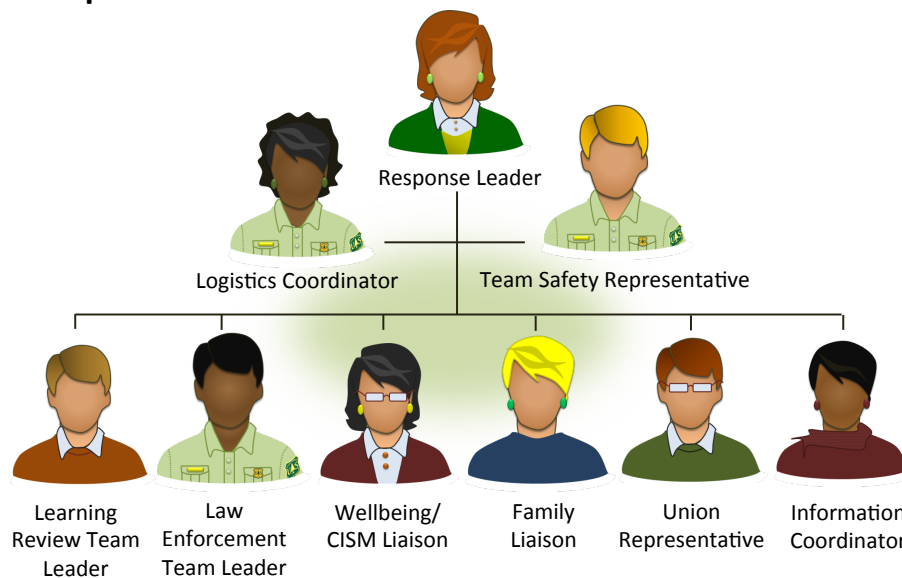 Response Leader
Logistics Coordinator
Team Safety Representative
Learning
Review Team
Leader
Law
Enforcement
Team Leader
Wellbeing/
CISM Liaison
Family
Liaison
Union
Representative
Information
Coordinator